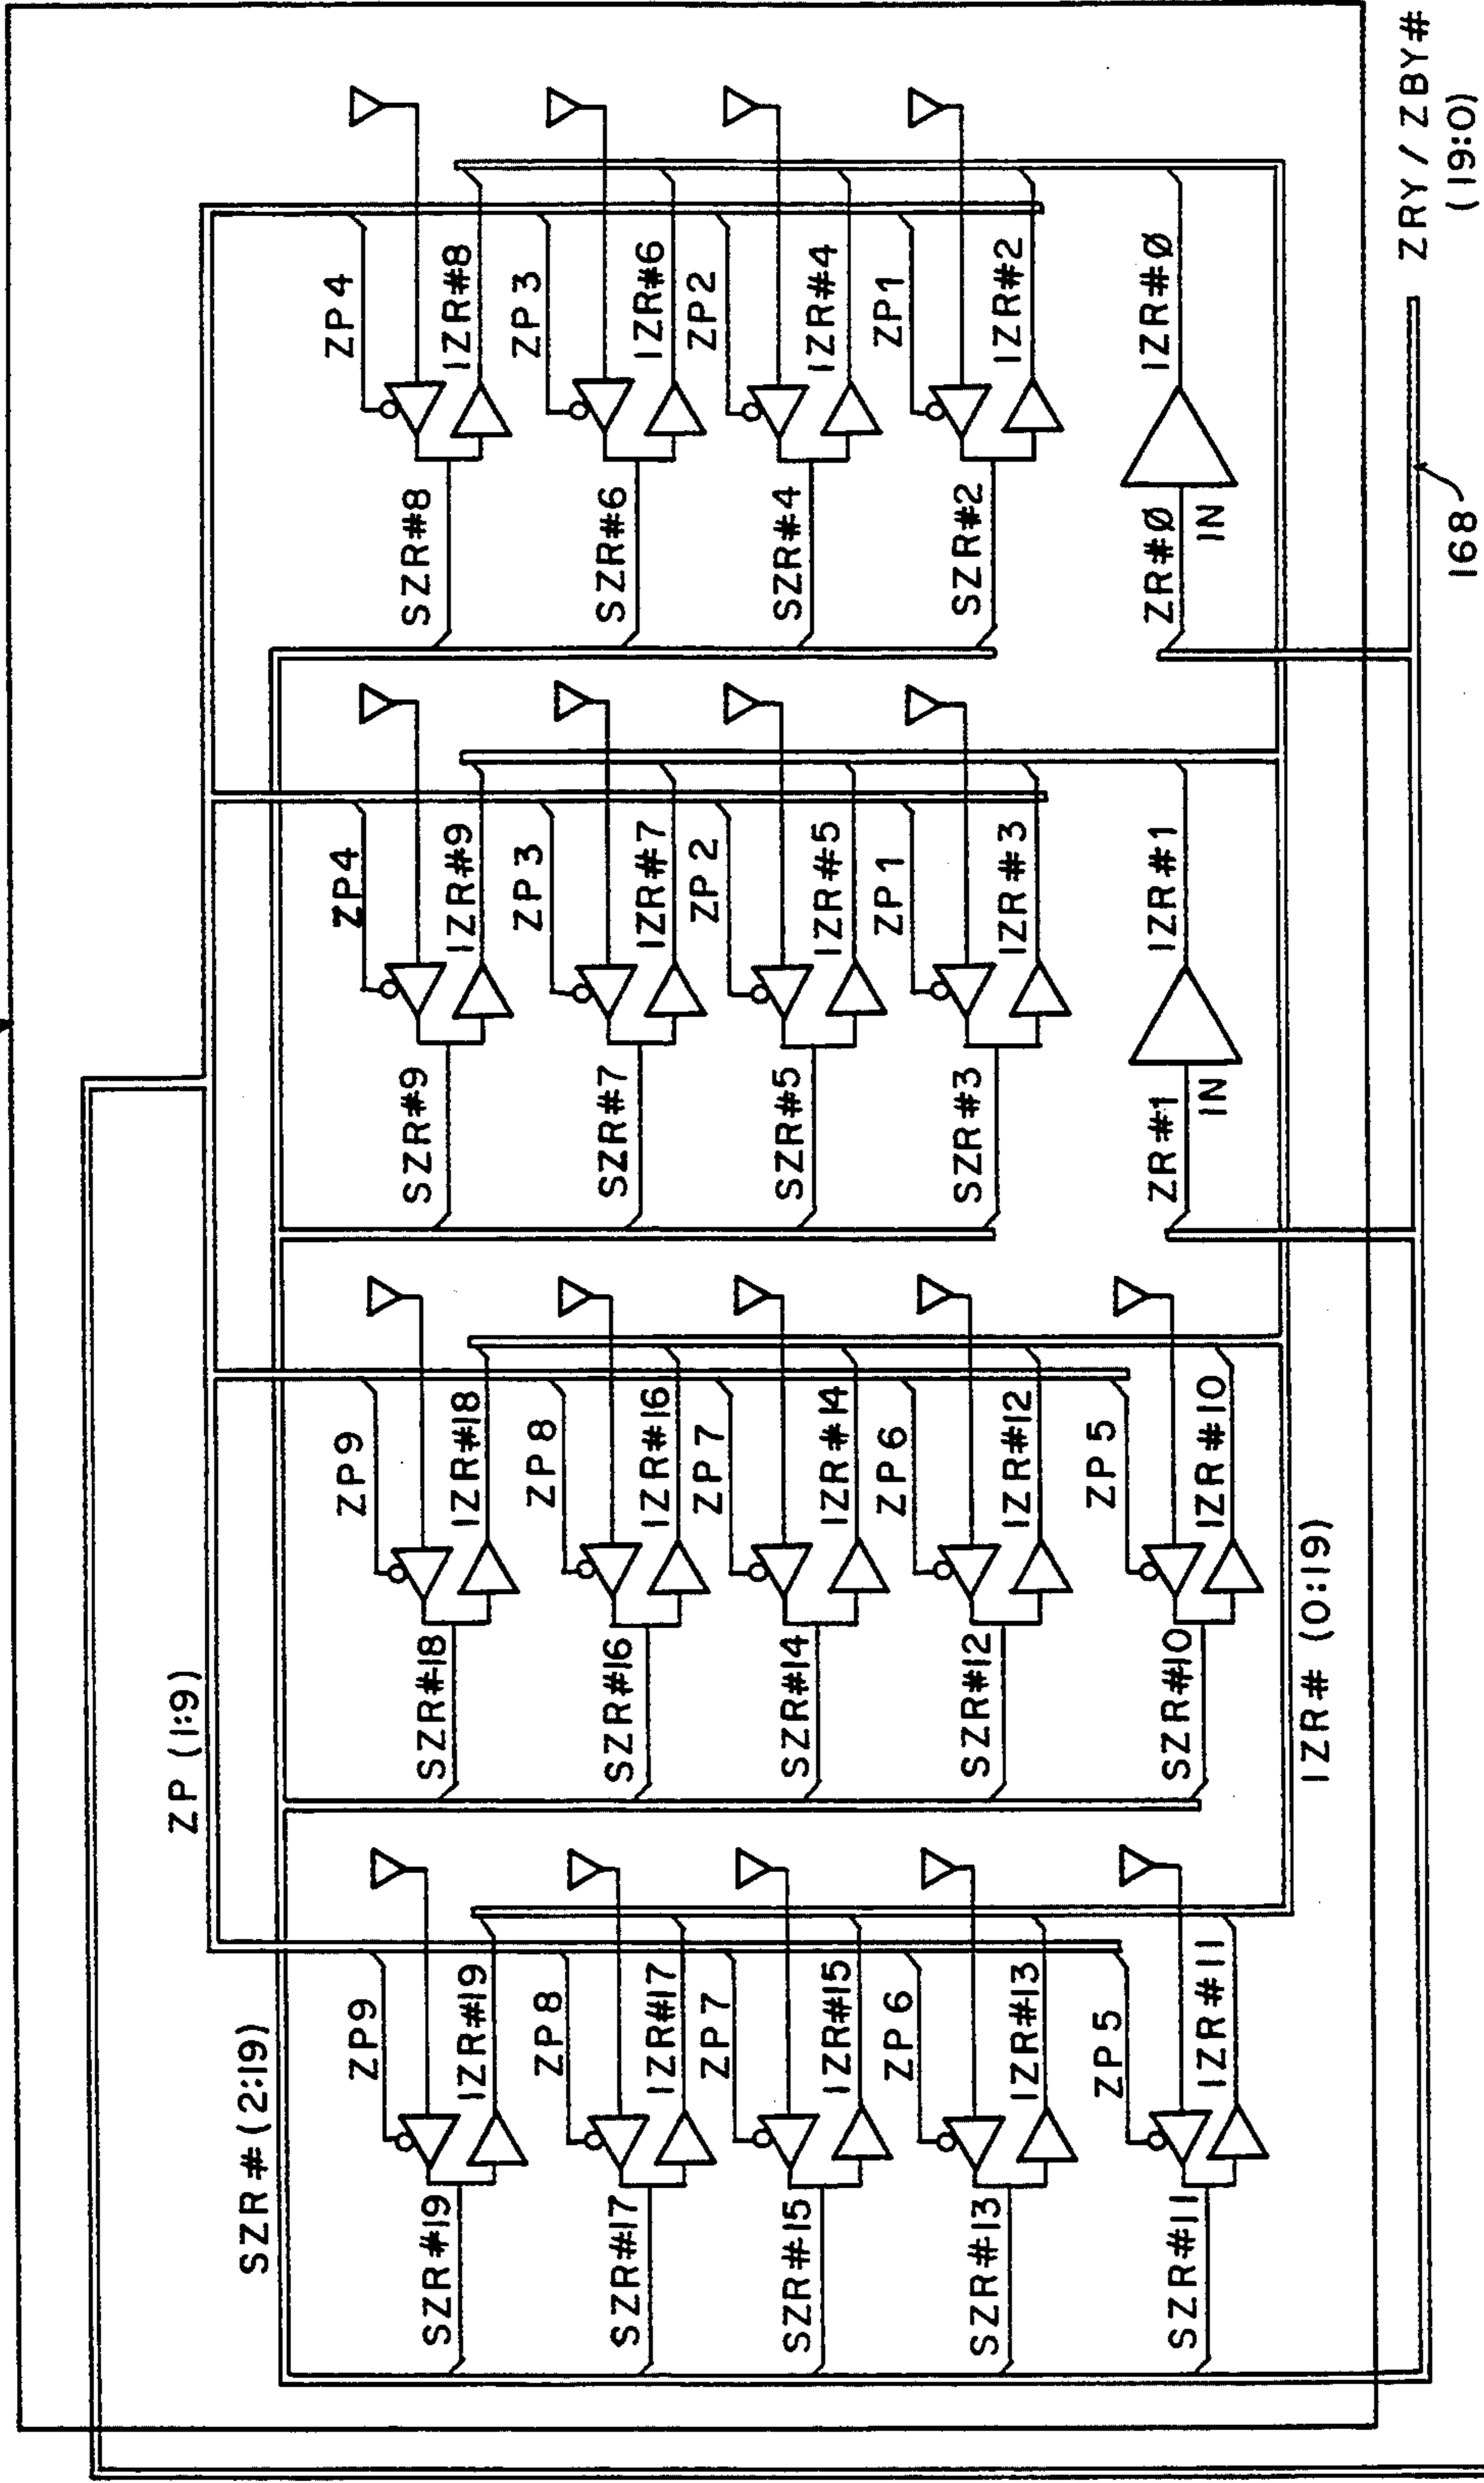 ZP (1:9)
SZR# (2:19)
ZP9
ZP9
ZP4
ZP4
SZR#19
IZR#19
SZR#18
IZR#18
SZR#9
IZR#9
SZR#8
IZR#8
ZP8
ZP8
ZP3
ZP3
SZR#17
IZR#17
SZR#16
IZR#16
SZR#7
IZR#7
SZR#6
IZR#6
ZP7
ZP7
ZP2
ZP2
SZR#15
IZR#15
SZR#14
IZR#14
SZR#5
IZR#5
SZR#4
IZR#4
ZP6
ZP6
ZP1
ZP1
SZR#13
IZR#13
SZR#12
IZR#12
SZR#3
IZR#3
SZR#2
IZR#2
ZP5
ZP5
SZR#11
IZR#11
SZR#10
IZR#10
ZR#1
IN
IZR#1
ZR#Ø
IN
IZR#Ø
IZR# (0:19)
168
ZRY/ZBY#
(19:0)